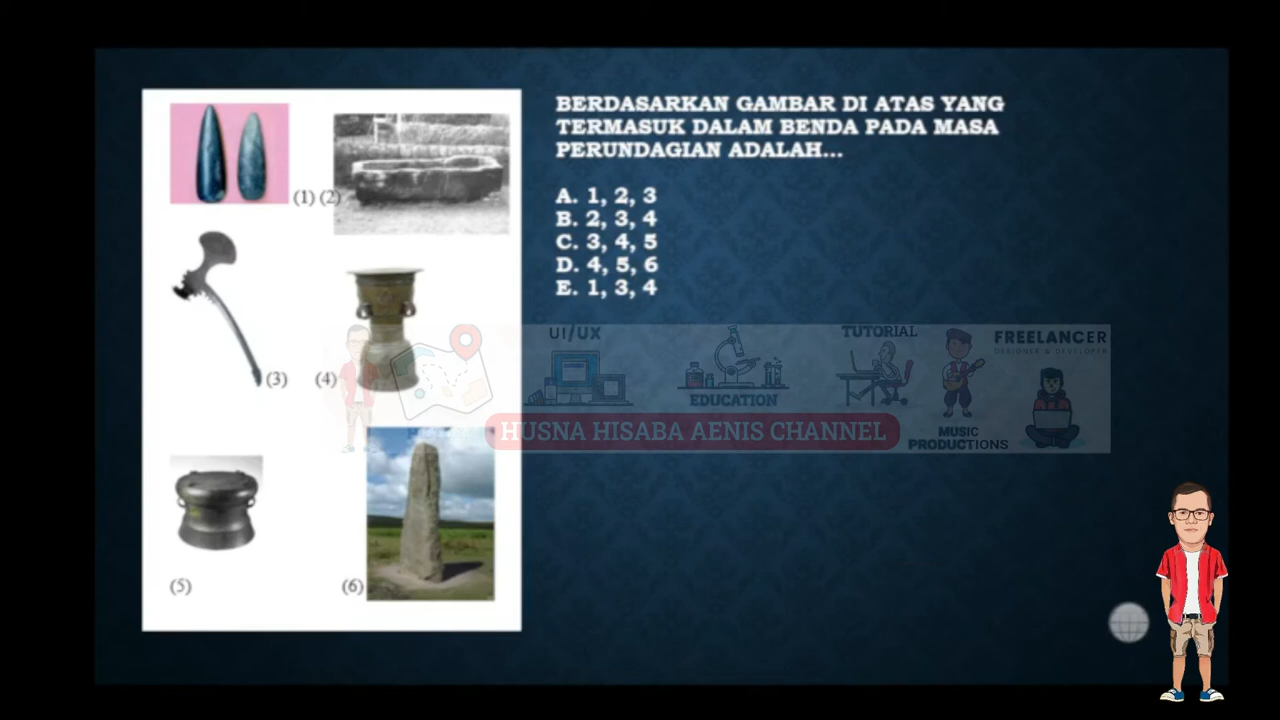 BERDASARKAN GAMBAR DI ATAS YANG
TERMASUK DALAM BENDA PADA MASA
PERUNDAGIAN ADALAH...
A. 1, 2, 3
B. 2, 3, 4
C. 3, 4, 5
D. 4, 5, 6
E. 1, 3, 4
(1) (2)
(3)
(4)
(5)
(6)
UI/UX
EDUCATION
TUTORIAL
MUSIC
PRODUCTIONS
FREELANCER
DESIGNER & DEVELOPER
HUSNA HISABA AENIS CHANNEL